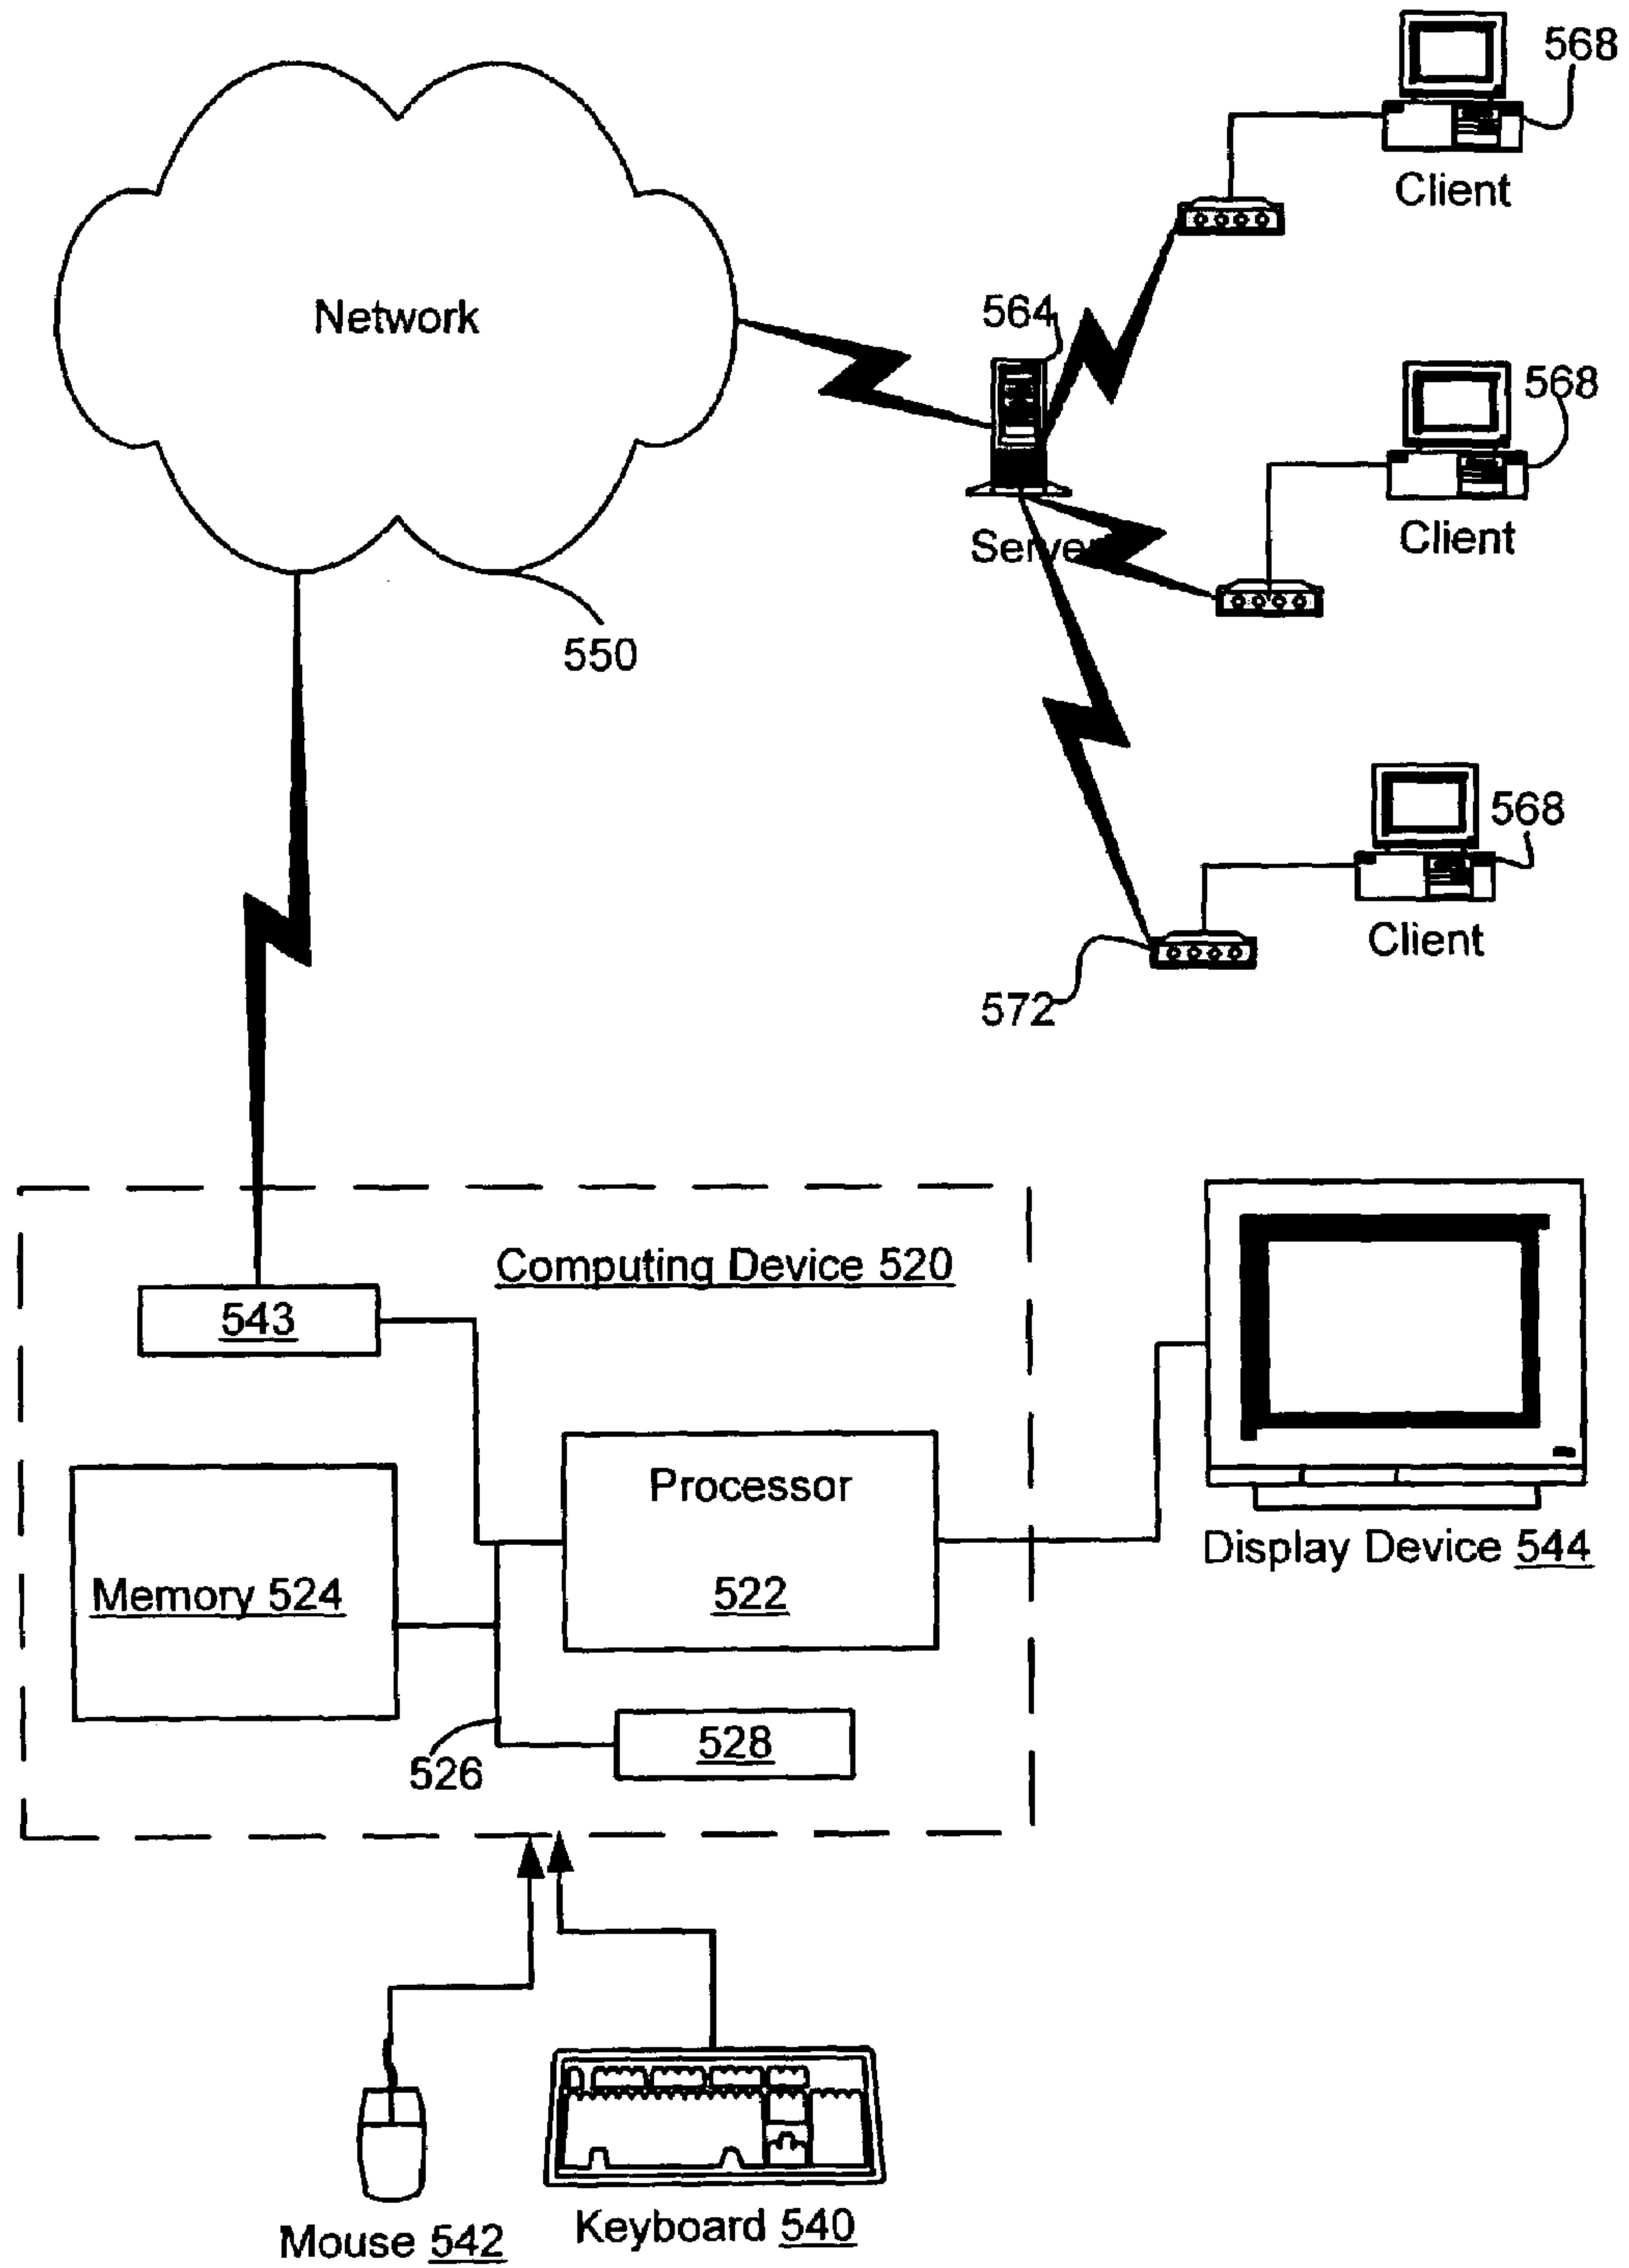 568
Client
Network
564
568
Server
Client
550
568
Client
572
Computing Device 520
543
Processor
522
Memory 524
Display Device 544
528
526
Mouse 542
Keyboard 540